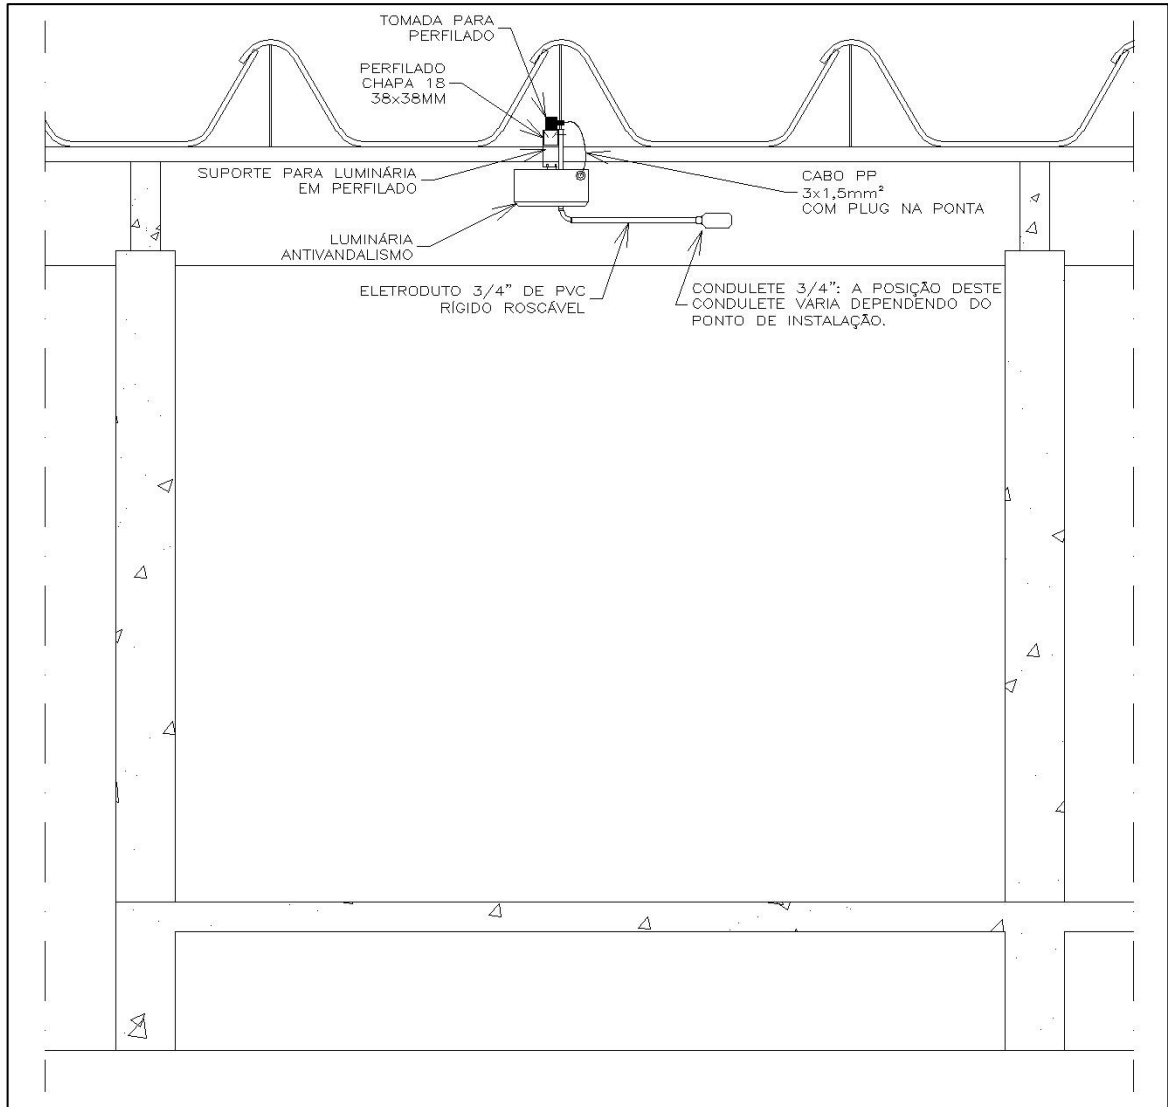 TOMADA PARA
PERFILADO
PERFILADO
CHAPA 18
38x38MM
SUPORTE PARA LUMINÁRIA
EM PERFILADO
CABO PP
3x1,5mm²
COM PLUG NA PONTA
LUMINÁRIA
ANTIVANDALISMO
ELETRODUTO 3/4" DE PVC
RÍGIDO ROSCÁVEL
CONDULETE 3/4": A POSIÇÃO DESTE
CONDULETE VARIA DEPENDENDO DO
PONTO DE INSTALAÇÃO.